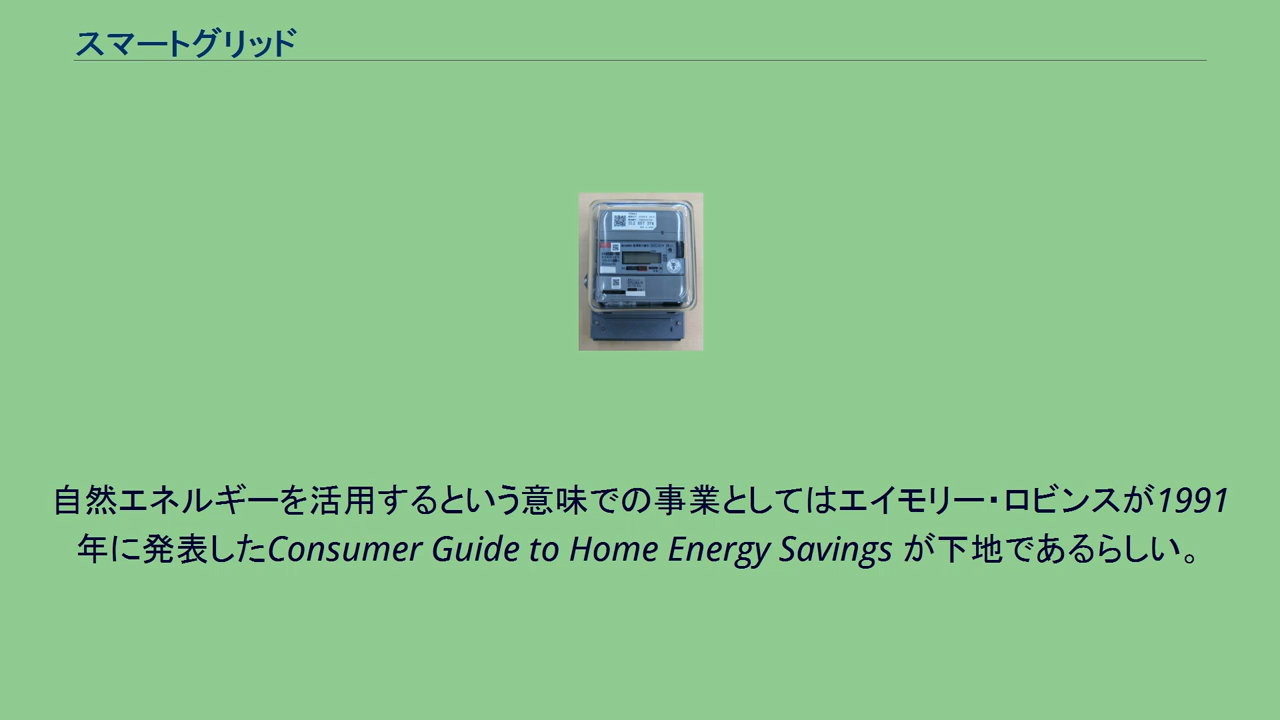 スマートグリッド
自然エネルギーを活用するという意味での事業としてはエイモリー・ロビンスが1991
年に発表したConsumer Guide to Home Energy Savings が下地であるらしい。